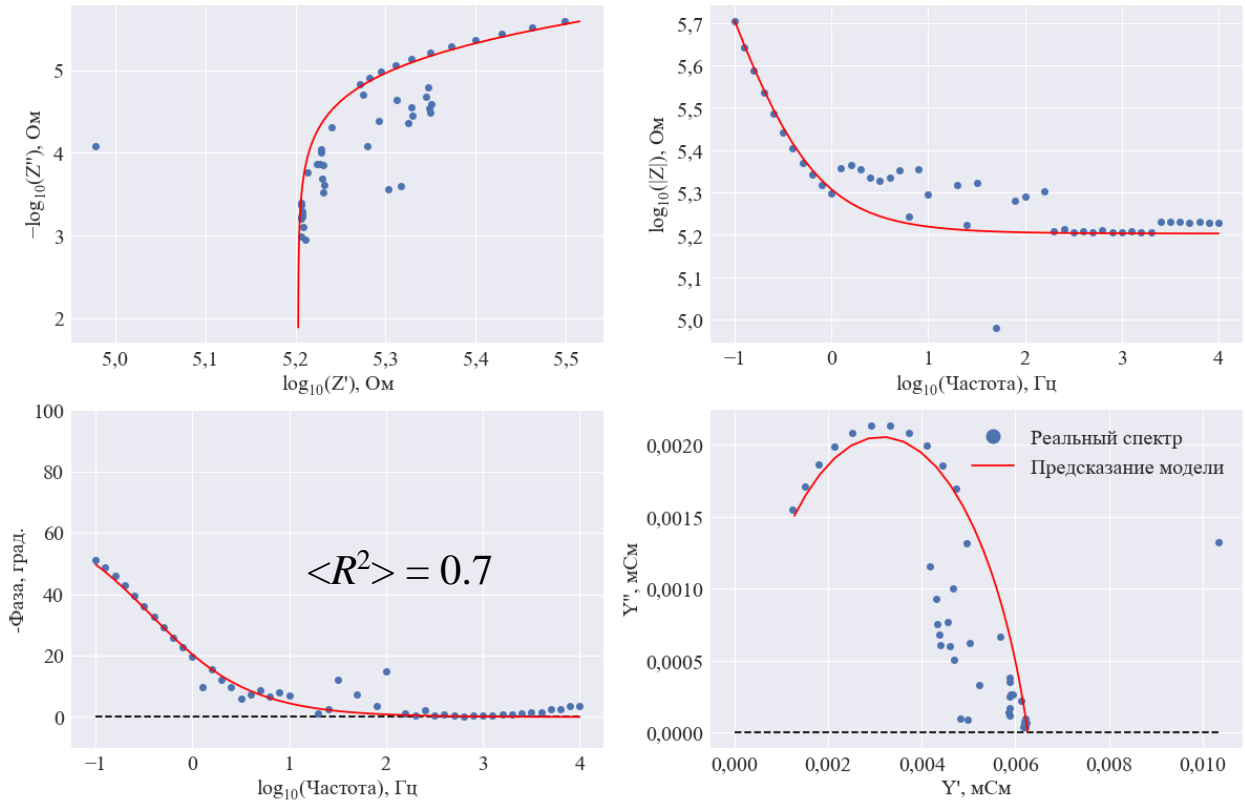 5
4
3
2
−log₁₀(Z''), Ом
5,0 5,1 5,2 5,3 5,4 5,5
log₁₀(Z'), Ом
5,7
5,6
5,5
5,4
5,3
5,2
5,1
5,0
log₁₀(|Z|), Ом
−1 0 1 2 3 4
log₁₀(Частота), Гц
100
80
60
40
20
0
-Фаза, град.
<R²> = 0.7
−1 0 1 2 3 4
log₁₀(Частота), Гц
0,0020
0,0015
0,0010
0,0005
0,0000
Y'', мСм
Реальный спектр
Предсказание модели
0,000 0,002 0,004 0,006 0,008 0,010
Y', мСм